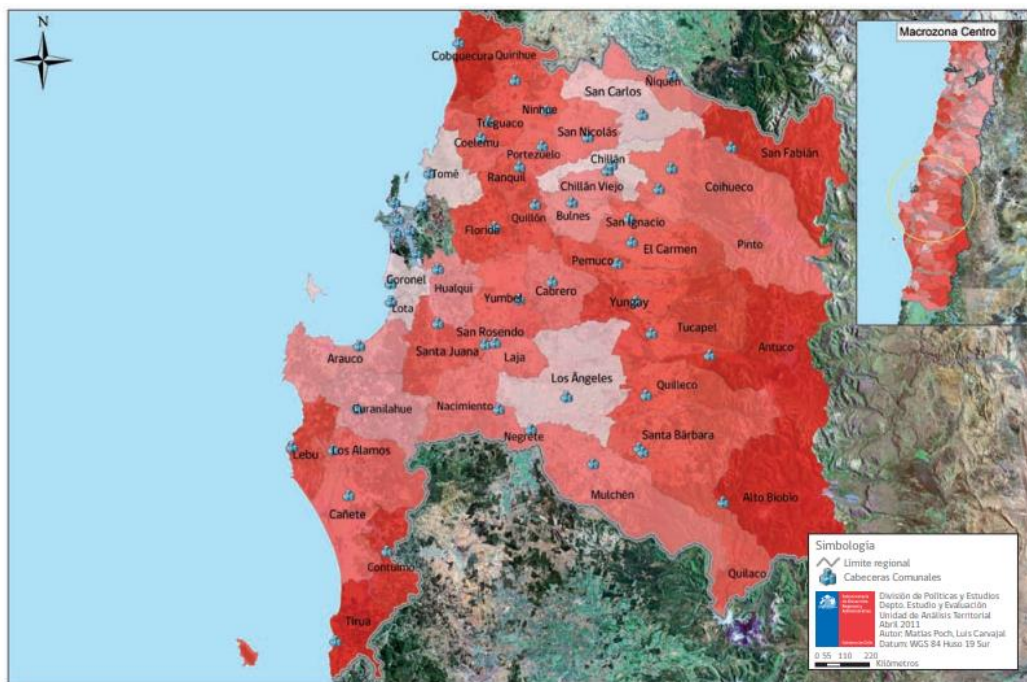 N
Macrozona Centro
Cobquecura
Quirihue
Ñiquén
San Carlos
Ninhue
Treguaco
San Nicolás
Coelemu
Portezuelo
San Fabián
Chillán
Tomé
Ranquil
Chillán Viejo
Coihueco
Quillón
Bulnes
San Ignacio
Florida
Pinto
El Carmen
Pemuco
Coronel
Hualqui
Cabrero
Yumbel
Yungay
Lota
San Rosendo
Tucapel
Antuco
Arauco
Santa Juana
Laja
Los Ángeles
Quilleco
Curanilahue
Nacimiento
Negrete
Santa Bárbara
Lebu
Los Alamos
Mulchén
Alto Biobío
Cañete
Contulmo
Quilaco
Tirúa
Simbología
Límite regional
Cabeceras Comunales
División de Políticas y Estudios
Depto. Estudio y Evaluación
Unidad de Análisis Territorial
Abril 2011
Autor: Matías Poch, Luis Carvajal
Datum: WGS 84 Huso 19 Sur
0 55 110 220
Kilómetros